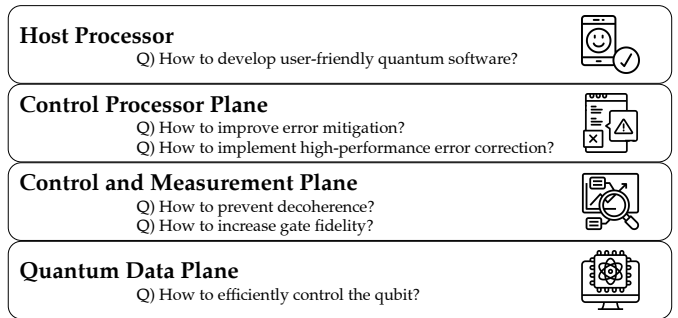 Host Processor
Q) How to develop user-friendly quantum software?
Control Processor Plane
Q) How to improve error mitigation?
Q) How to implement high-performance error correction?
Control and Measurement Plane
Q) How to prevent decoherence?
Q) How to increase gate fidelity?
Quantum Data Plane
Q) How to efficiently control the qubit?